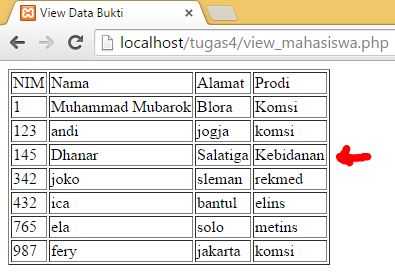 View Data Bukti
localhost/tugas4/view_mahasiswa.php
NIM Nama Alamat Prodi
1 Muhammad Mubarok Blora Komsi
123 andi jogja komsi
145 Dhanar Salatiga Kebidanan
342 joko sleman rekmed
432 ica bantul elins
765 ela solo metins
987 fery jakarta komsi